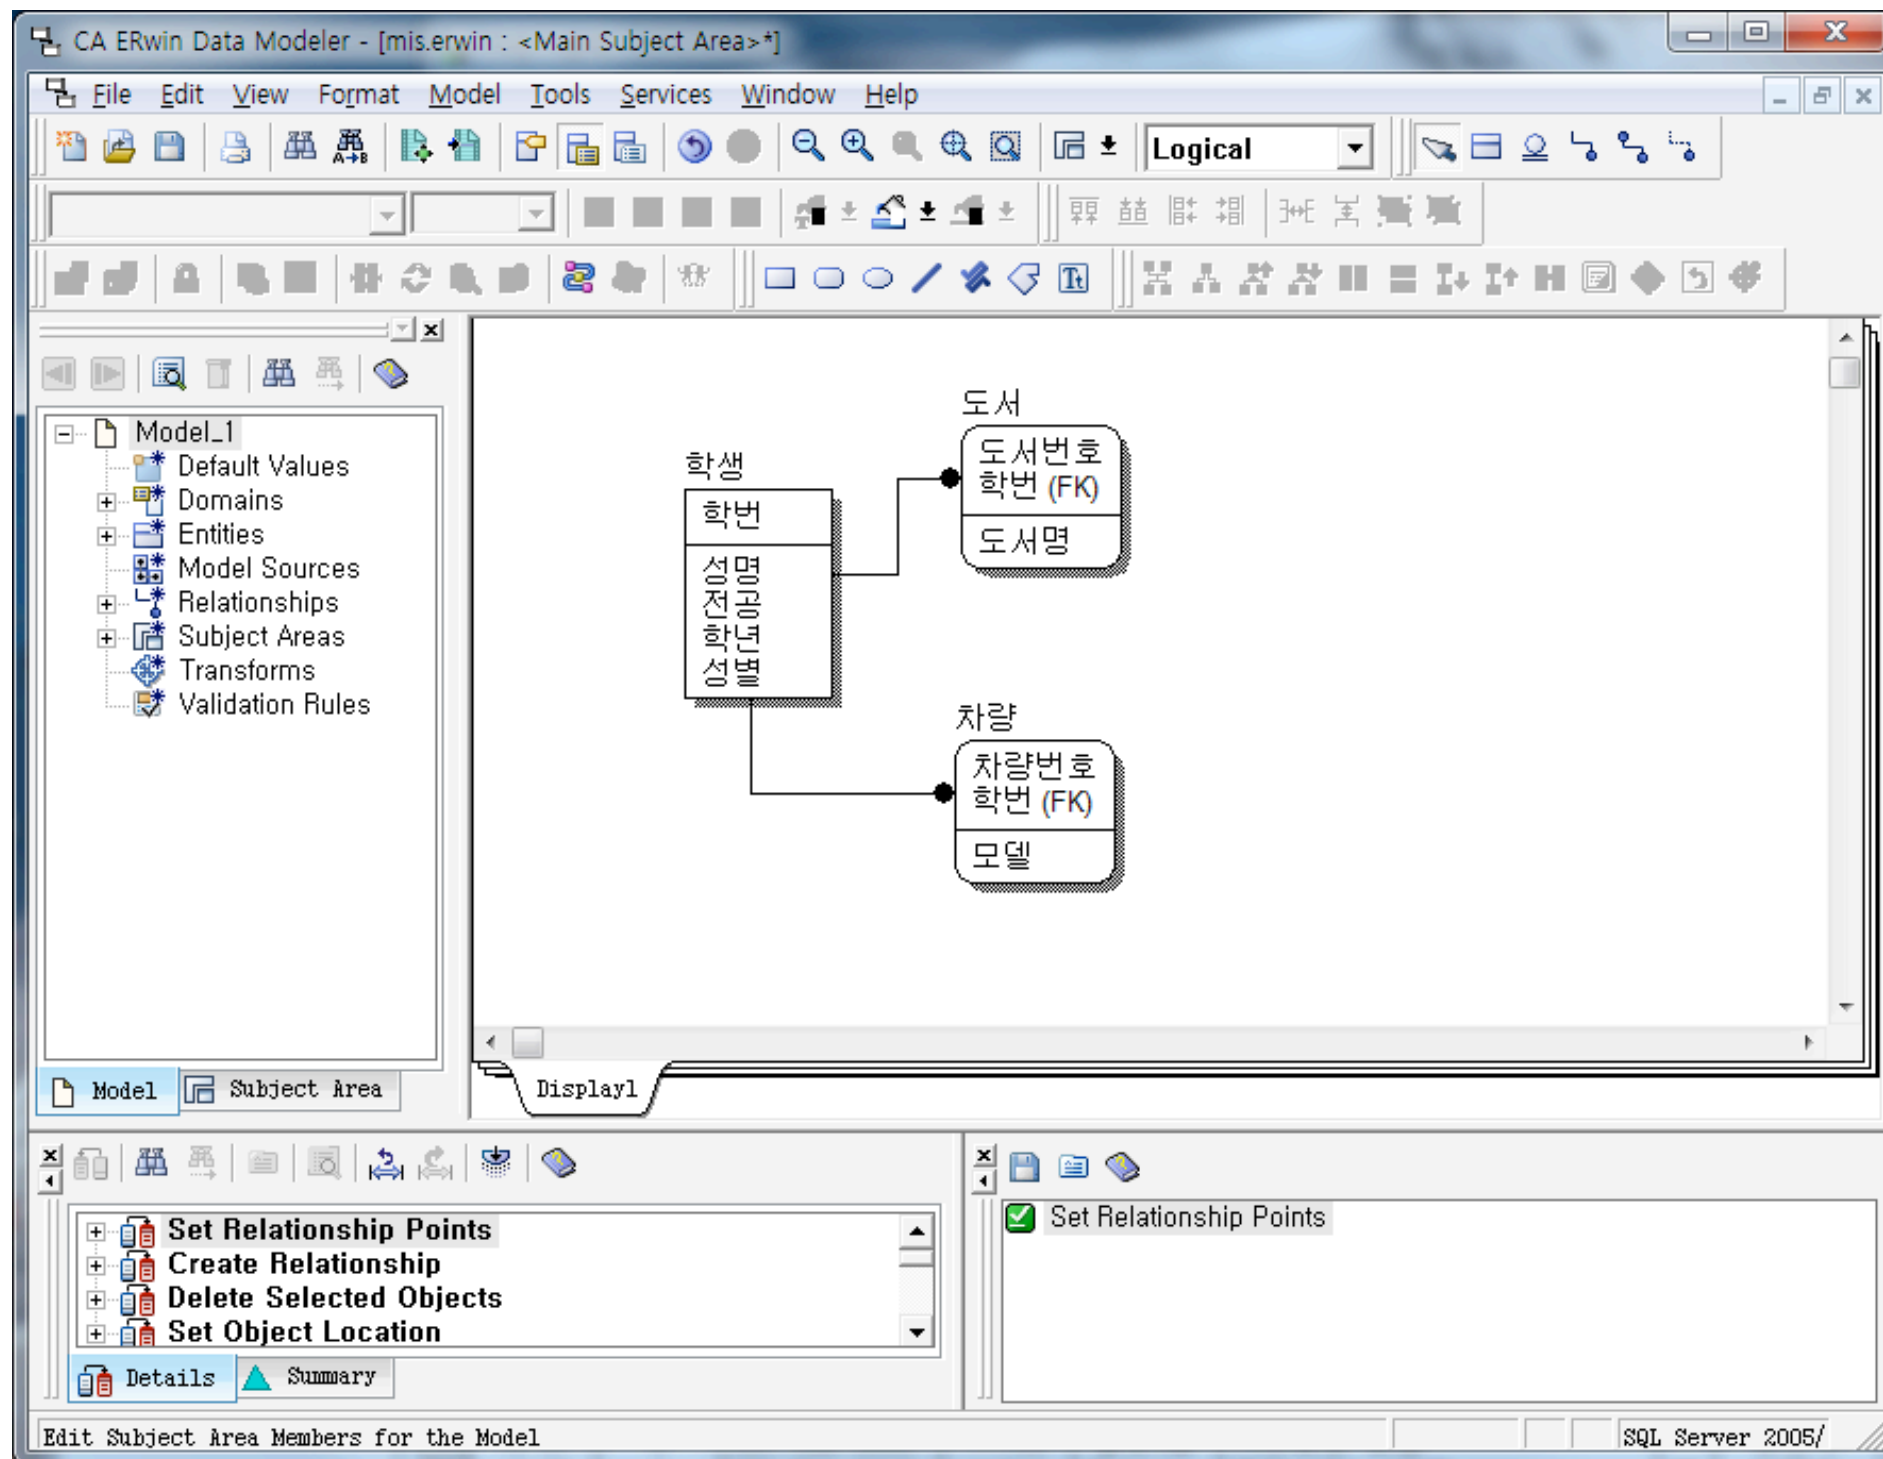 CA ERwin Data Modeler - [mis.erwin : <Main Subject Area>*]
File Edit View Format Model Tools Services Window Help
Logical
Model_1
Default Values
Domains
Entities
Model Sources
Relationships
Subject Areas
Transforms
Validation Rules
Model
Subject Area
도서
도서번호
학번 (FK)
도서명
학생
학번
성명
전공
학년
성별
차량
차량번호
학번 (FK)
모델
Display1
Set Relationship Points
Create Relationship
Delete Selected Objects
Set Object Location
Details
Summary
Set Relationship Points
Edit Subject Area Members for the Model
SQL Server 2005/